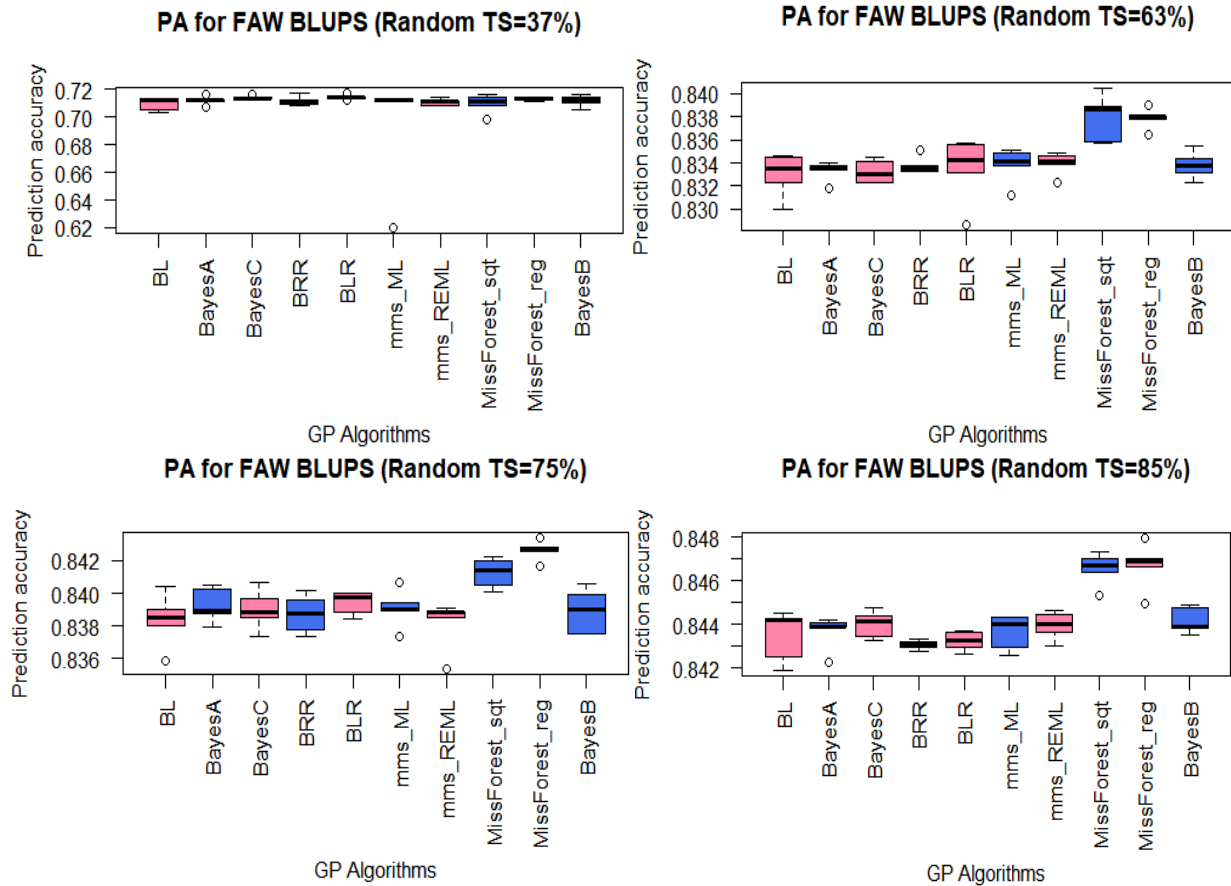 PA for FAW BLUPS (Random TS=37%)
Prediction accuracy
0.72
0.70
0.68
0.66
0.64
0.62
BL
BayesA
BayesC
BRR
BLR
mms_ML
mms_REML
MissForest_sqt
MissForest_reg
BayesB
GP Algorithms
PA for FAW BLUPS (Random TS=63%)
Prediction accuracy
0.840
0.838
0.836
0.834
0.832
0.830
BL
BayesA
BayesC
BRR
BLR
mms_ML
mms_REML
MissForest_sqt
MissForest_reg
BayesB
GP Algorithms
PA for FAW BLUPS (Random TS=75%)
Prediction accuracy
0.842
0.840
0.838
0.836
BL
BayesA
BayesC
BRR
BLR
mms_ML
mms_REML
MissForest_sqt
MissForest_reg
BayesB
GP Algorithms
PA for FAW BLUPS (Random TS=85%)
Prediction accuracy
0.848
0.846
0.844
0.842
BL
BayesA
BayesC
BRR
BLR
mms_ML
mms_REML
MissForest_sqt
MissForest_reg
BayesB
GP Algorithms